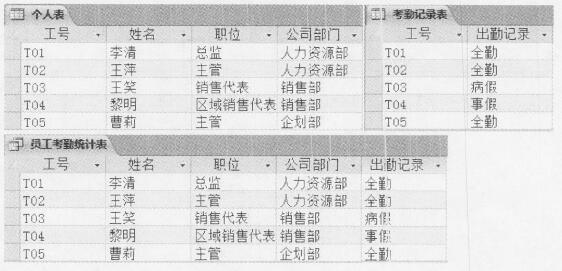 个人表
工号 姓名 职位 公司部门
T01 李清 总监 人力资源部
T02 王萍 主管 人力资源部
T03 王笑 销售代表 销售部
T04 黎明 区域销售代表 销售部
T05 曹莉 主管 企划部
考勤记录表
工号 出勤记录
T01 全勤
T02 全勤
T03 病假
T04 事假
T05 全勤
员工考勤统计表
工号 姓名 职位 公司部门 出勤记录
T01 李清 总监 人力资源部 全勤
T02 王萍 主管 人力资源部 全勤
T03 王笑 销售代表 销售部 病假
T04 黎明 区域销售代表 销售部 事假
T05 曹莉 主管 企划部 全勤